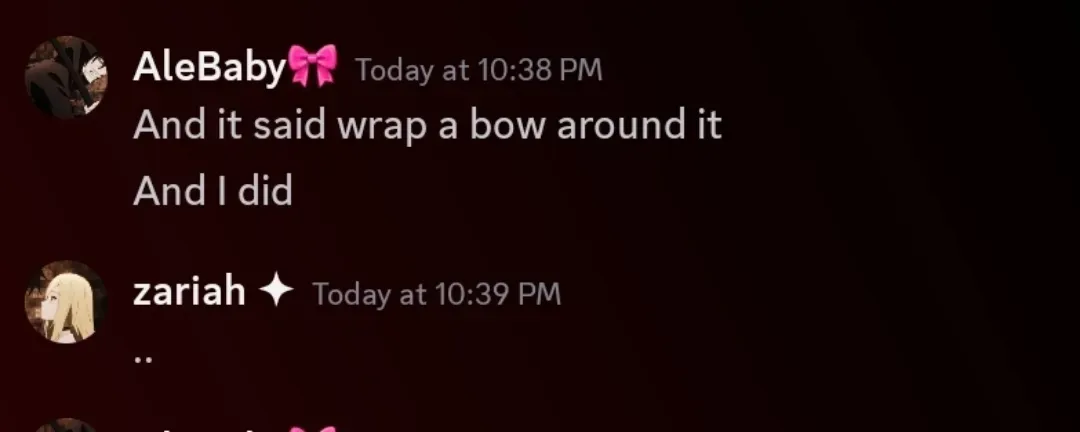 AleBaby🎀 Today at 10:38 PM
And it said wrap a bow around it
And I did
zariah ✦ Today at 10:39 PM
..